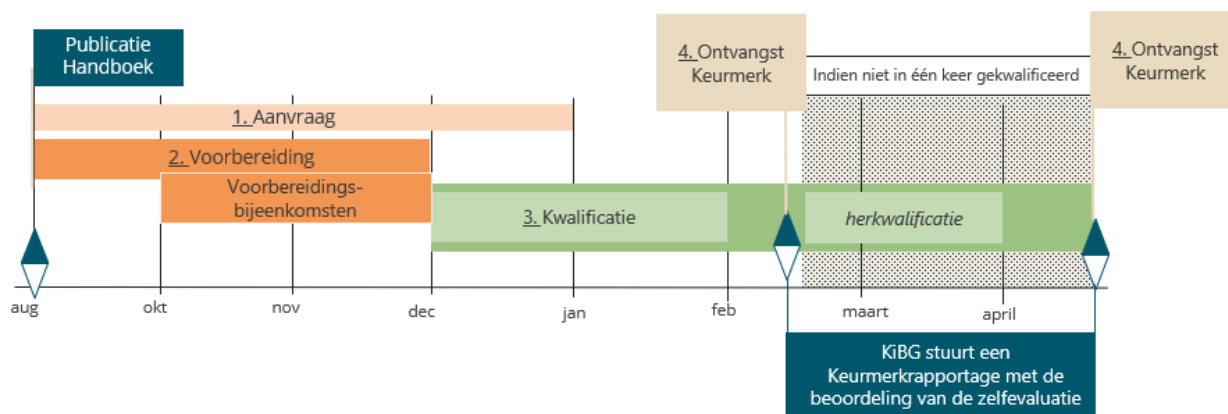 Publicatie
Handboek
4. Ontvangst
Keurmerk
Indien niet in één keer gekwalificeerd
4. Ontvangst
Keurmerk
1. Aanvraag
2. Voorbereiding
Voorbereidings-
bijeenkomsten
3. Kwalificatie
herkwalificatie
aug
okt
nov
dec
jan
feb
maart
april
KiBG stuurt een
Keurmerkrapportage met de
beoordeling van de zelfevaluatie